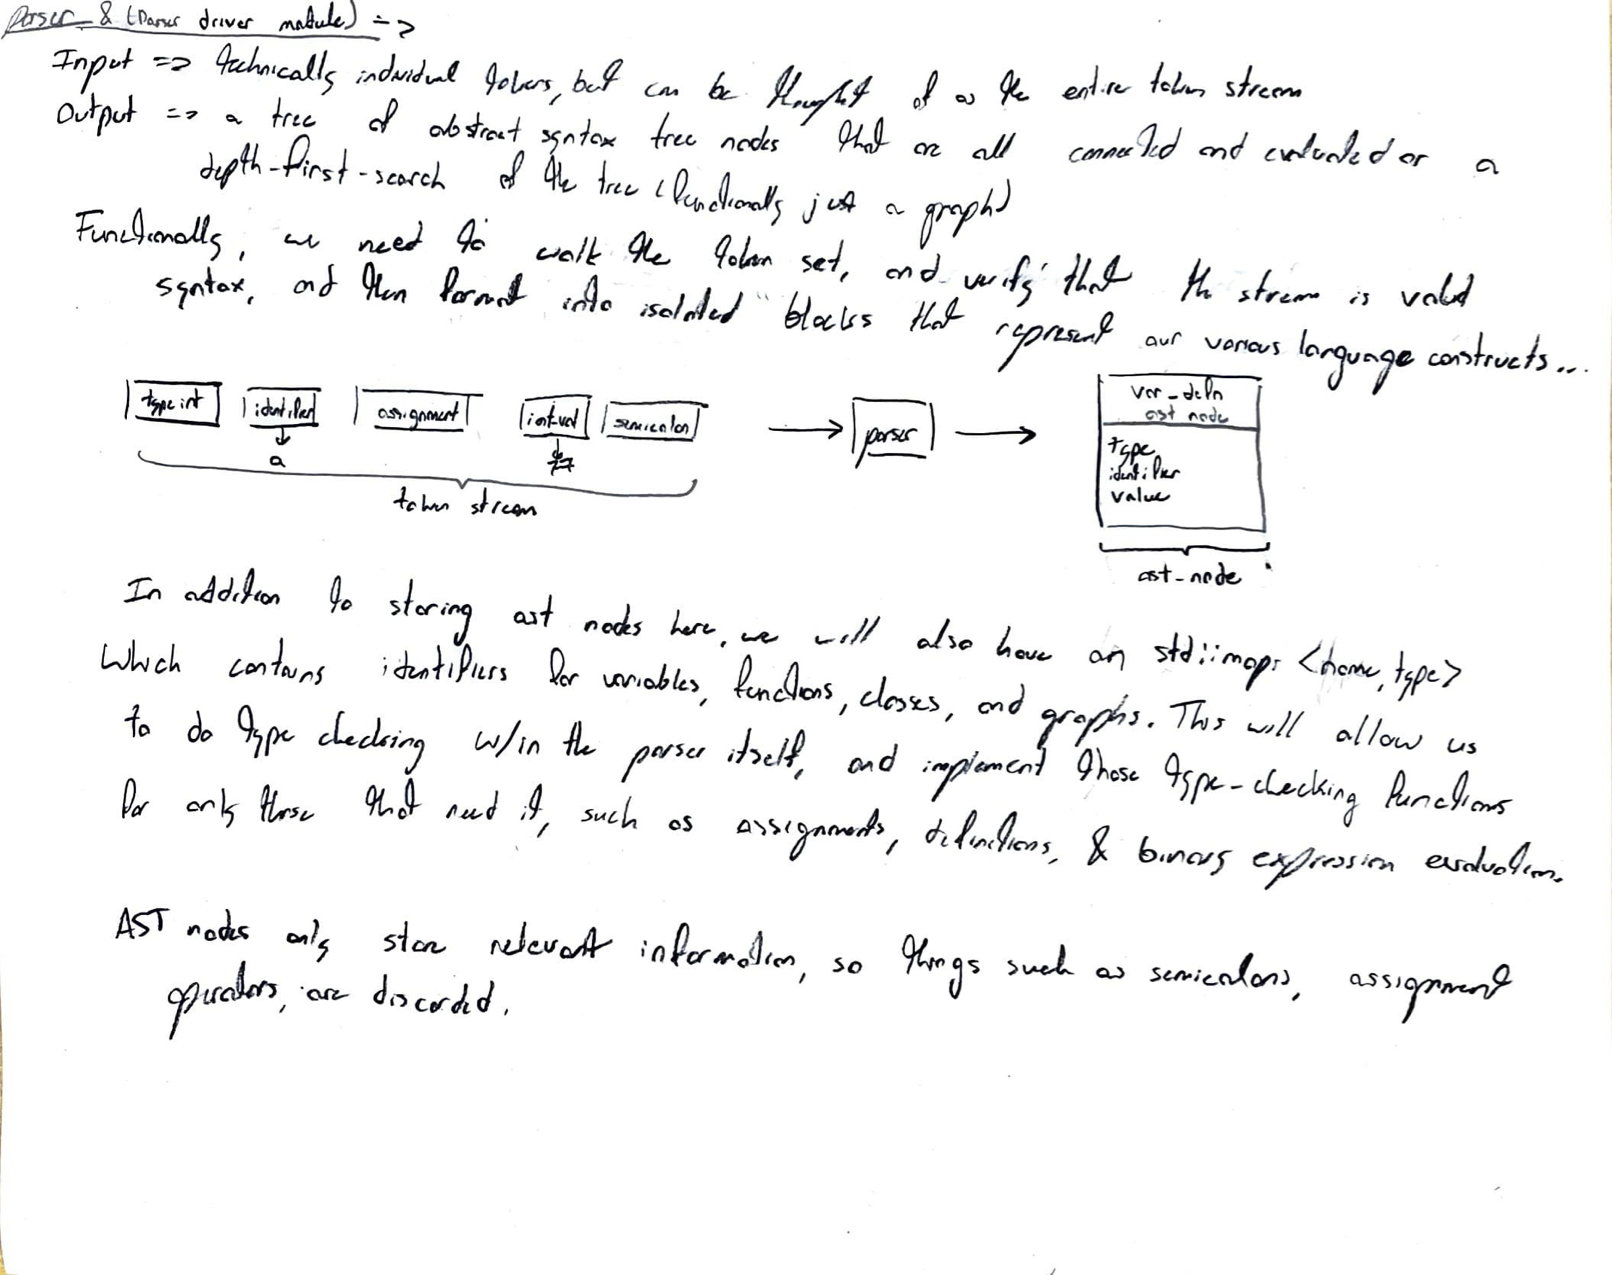 Parser & (Parser driver module) =>
Input => technically individual tokens, but can be thought of as the entire token stream
Output => a tree of abstract syntax tree nodes that are all connected and evaluated as a
depth-first-search of the tree (functionally just a graph)
Functionally, we need to walk the token set, and verify that the stream is valid
syntax, and then format into isolated blocks that represent our various language constructs...
type int identifier assignment int-val semicolon parser var-defn
ast node
a
type
identifier
value
token stream
ast-node
In addition to storing ast nodes here, we will also have an std::map: <name, type>
Which contains identifiers for variables, functions, classes, and graphs. This will allow us
to do type checking w/in the parser itself, and implement those type-checking functions
for only those that need it, such as assignments, definitions, & binary expression evaluation.
AST nodes only store relevant information, so things such as semicolons, assignment
operators, are discarded.